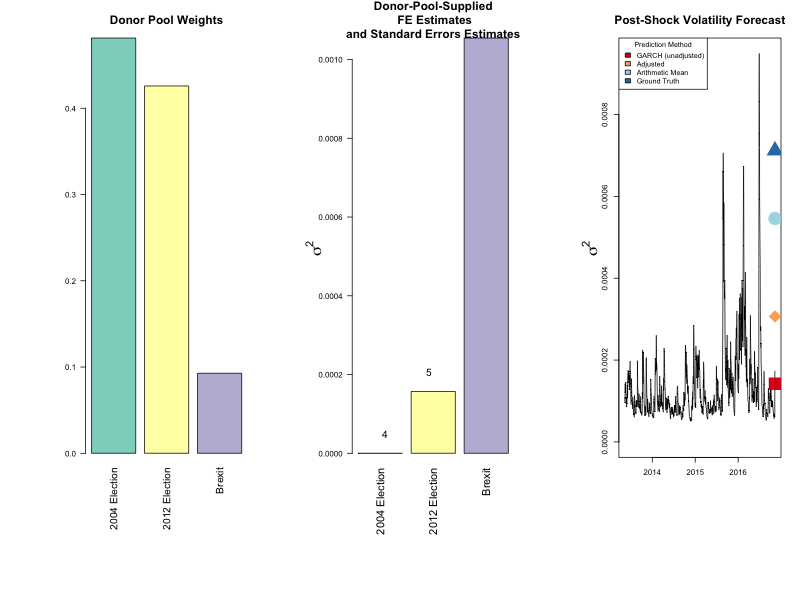 Donor Pool Weights
0.4
0.3
0.2
0.1
0.0
2004 Election
2012 Election
Brexit
Donor-Pool-Supplied
FE Estimates
and Standard Errors Estimates
σ²
0.0010
0.0008
0.0006
0.0004
0.0002
0.0000
4
5
2004 Election
2012 Election
Brexit
Post-Shock Volatility Forecast
σ²
Prediction Method
GARCH (unadjusted)
Adjusted
Arithmetic Mean
Ground Truth
0.0008
0.0006
0.0004
0.0002
0.0000
2014
2015
2016